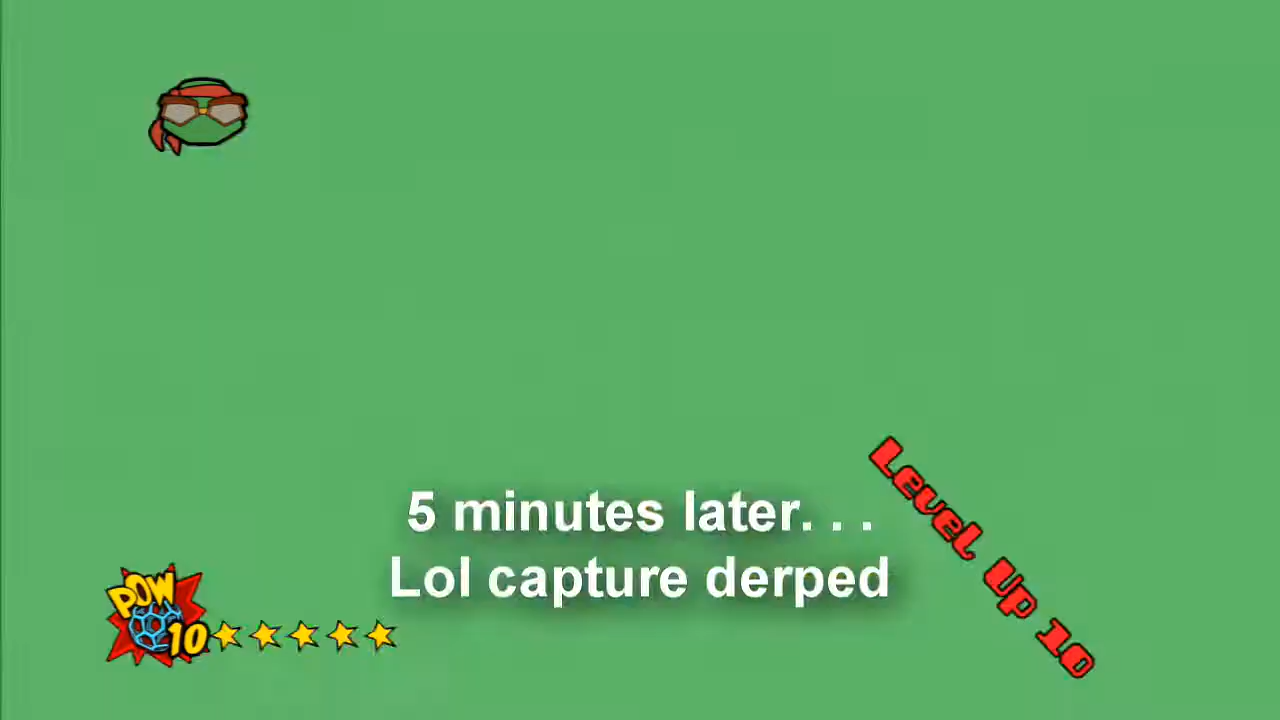 5 minutes later. . .
Lol capture derped
Level Up 10
POW
10